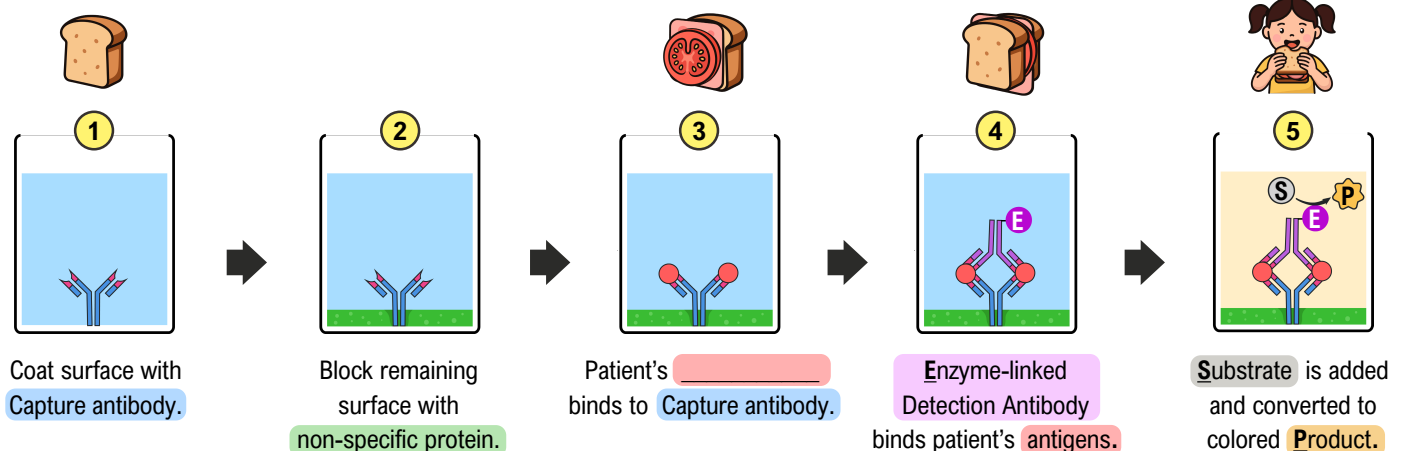 1
2
3
4
5
E
S
P
E
Coat surface with
Capture antibody.
Block remaining
surface with
non-specific protein.
Patient's ____________
binds to Capture antibody.
Enzyme-linked
Detection Antibody
binds patient's antigens.
Substrate is added
and converted to
colored Product.